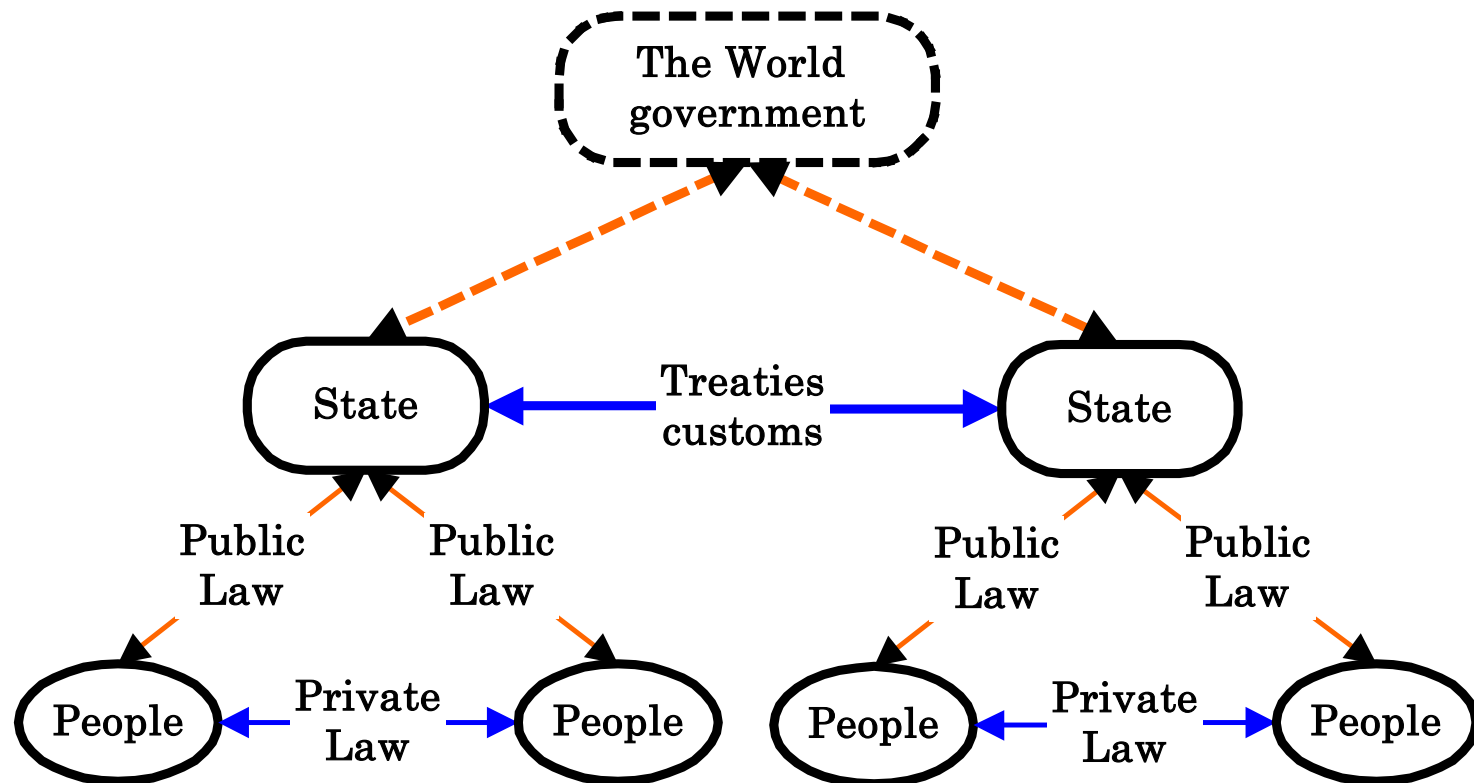 The World
government
State
Treaties
customs
State
Public
Law
Public
Law
Public
Law
Public
Law
People
Private
Law
People
People
Private
Law
People